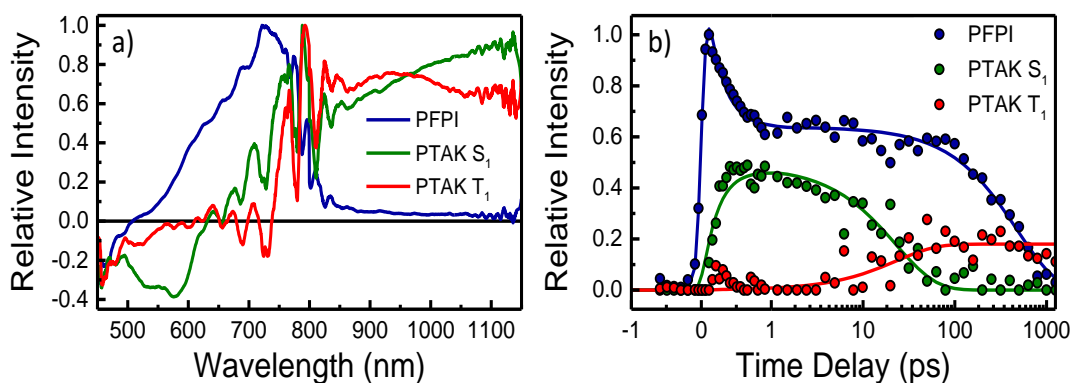 a)
Relative Intensity
1.0
0.8
0.6
0.4
0.2
0.0
-0.2
-0.4
PFPI
PTAK S₁
PTAK T₁
450 500 600 700 800 900 1000 1100
Wavelength (nm)
b)
Relative Intensity
1.0
0.8
0.6
0.4
0.2
0.0
PFPI
PTAK S₁
PTAK T₁
-1 0 1 10 100 1000
Time Delay (ps)